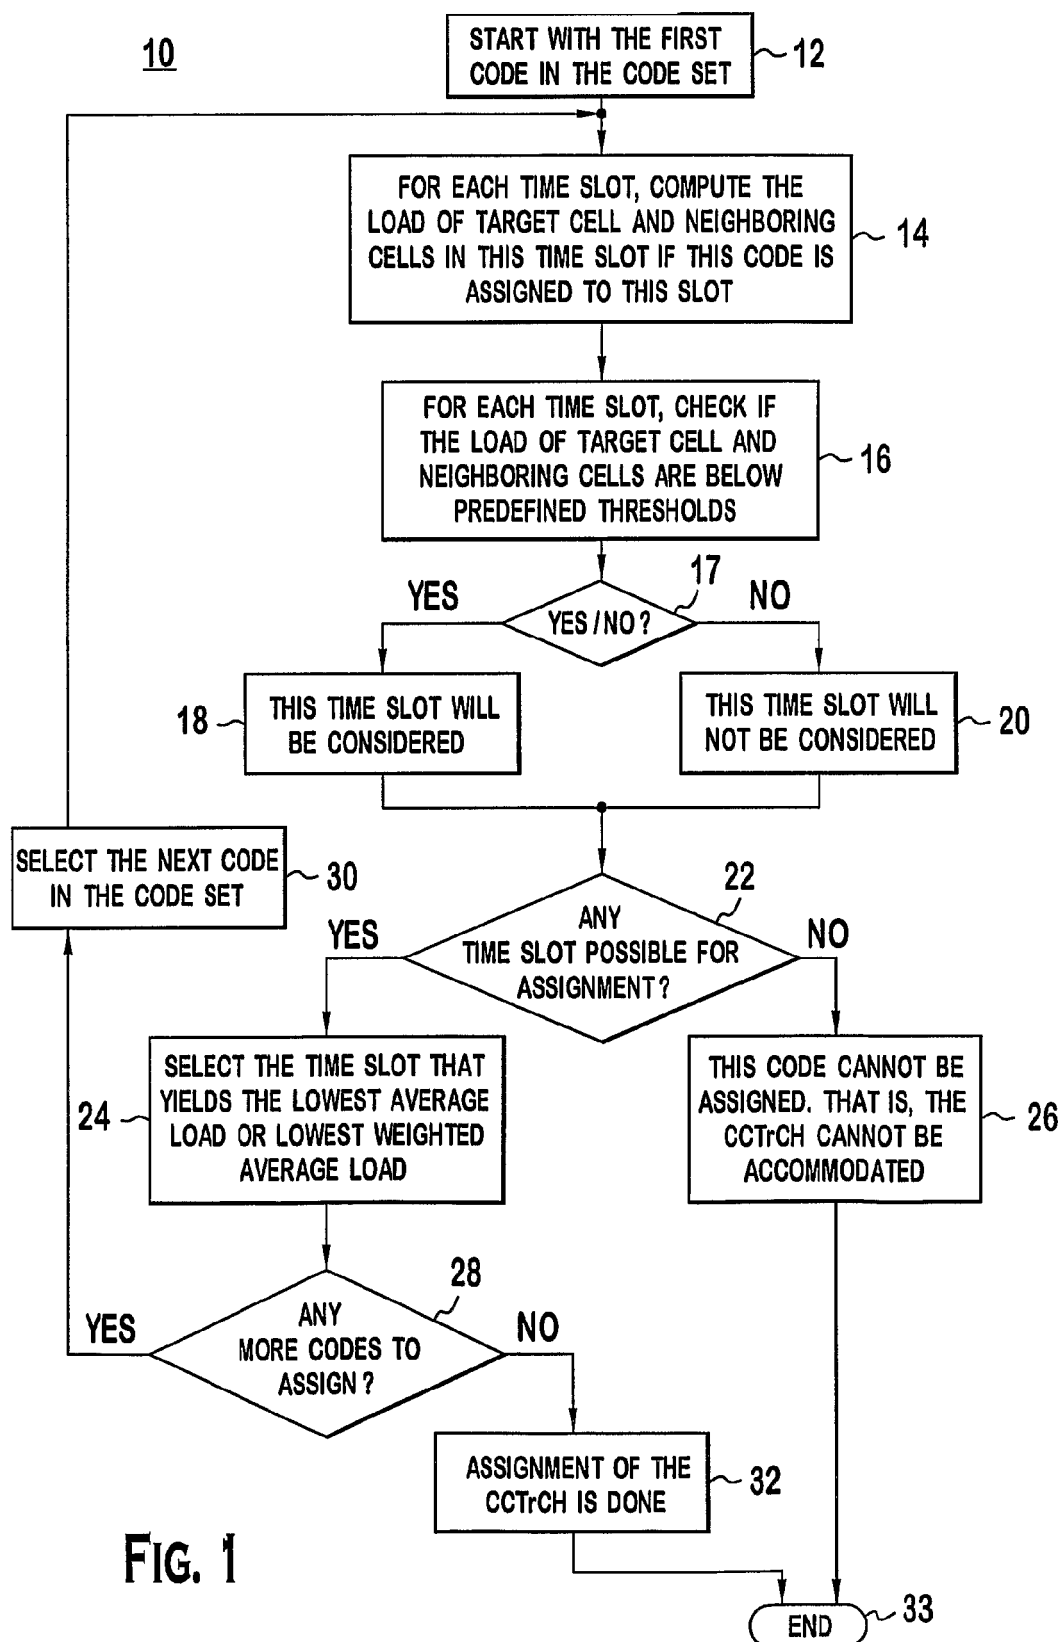 10
START WITH THE FIRST
CODE IN THE CODE SET
12
FOR EACH TIME SLOT, COMPUTE THE
LOAD OF TARGET CELL AND NEIGHBORING
CELLS IN THIS TIME SLOT IF THIS CODE IS
ASSIGNED TO THIS SLOT
14
FOR EACH TIME SLOT, CHECK IF
THE LOAD OF TARGET CELL AND
NEIGHBORING CELLS ARE BELOW
PREDEFINED THRESHOLDS
16
17
YES
YES / NO ?
NO
18
THIS TIME SLOT WILL
BE CONSIDERED
THIS TIME SLOT WILL
NOT BE CONSIDERED
20
SELECT THE NEXT CODE
IN THE CODE SET
30
22
YES
ANY
TIME SLOT POSSIBLE FOR
ASSIGNMENT ?
NO
24
SELECT THE TIME SLOT THAT
YIELDS THE LOWEST AVERAGE
LOAD OR LOWEST WEIGHTED
AVERAGE LOAD
THIS CODE CANNOT BE
ASSIGNED. THAT IS, THE
CCTrCH CANNOT BE
ACCOMMODATED
26
28
YES
ANY
MORE CODES TO
ASSIGN ?
NO
ASSIGNMENT OF THE
CCTrCH IS DONE
32
FIG. 1
END
33